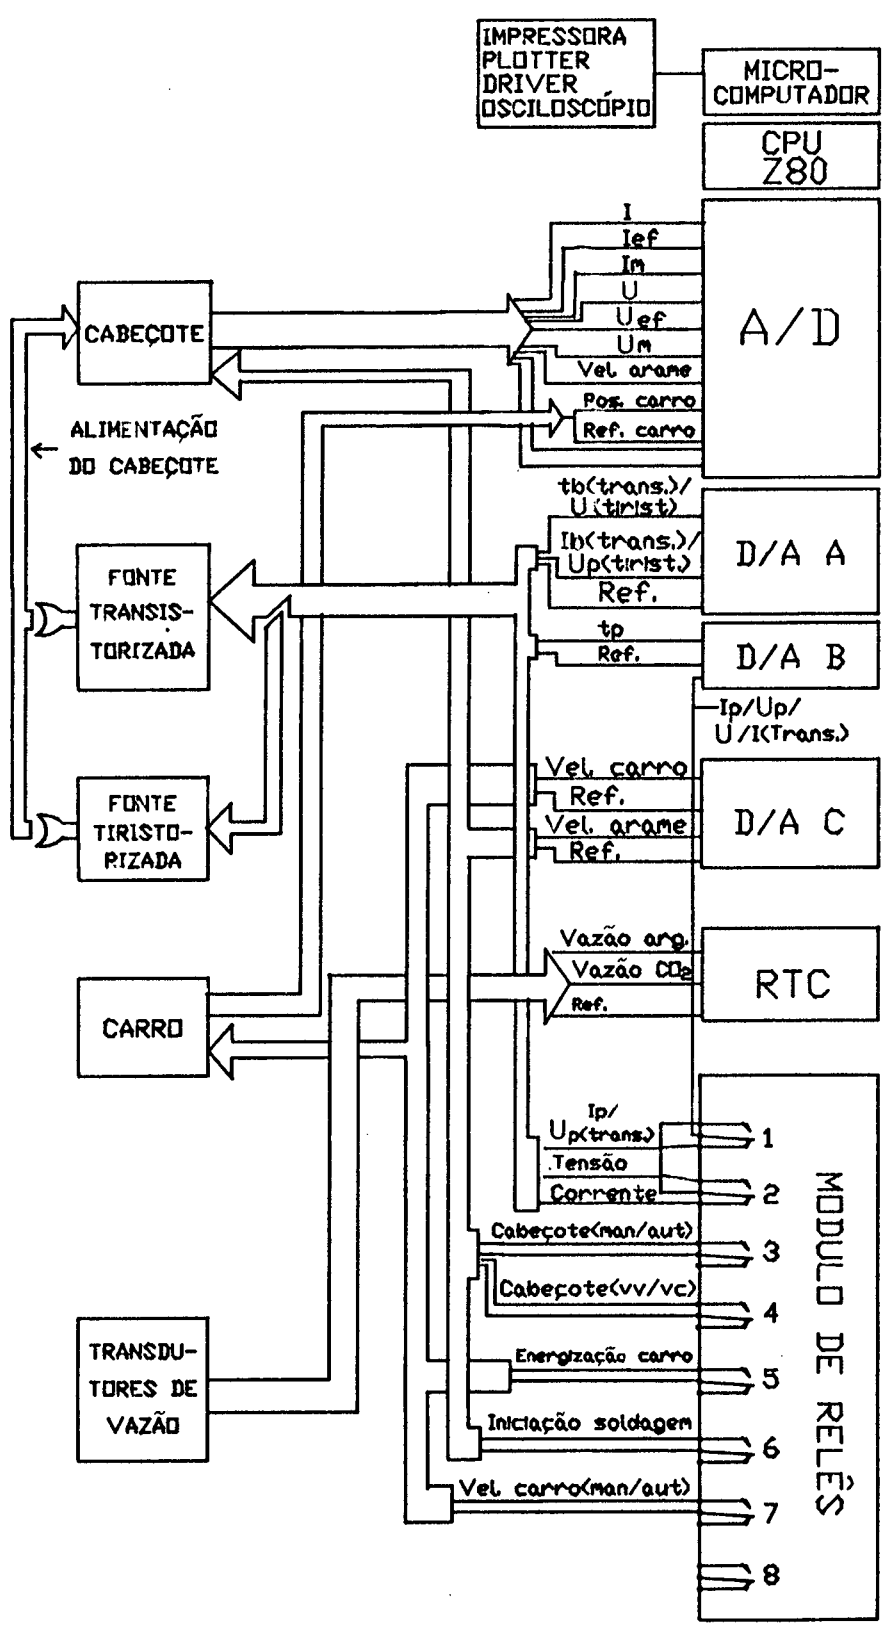 IMPRESSORA
PLOTTER
DRIVER
OSCILOSCÓPIO
MICRO-
COMPUTADOR
CPU
Z80
I
Ief
Im
U
Uef
Um
Vel arame
Pos. carro
Ref. carro
A/D
CABEÇOTE
ALIMENTAÇÃO
DO CABEÇOTE
tb(trans.)/
U(tirist)
Ib(trans.)/
Up(tirist.)
Ref.
D/A A
FONTE
TRANSIS-
TORIZADA
tp
Ref.
D/A B
Ip/Up/
U/I(Trans.)
Vel. carro
Ref.
Vel. arame
Ref.
D/A C
FONTE
TIRISTO-
RIZADA
Vazão arg.
Vazão CO2
Ref.
RTC
CARRO
Ip/
Up(trans.)
Tensão
Corrente
Cabeçote(man/aut)
Cabeçote(vv/vc)
Energização carro
Iniciação soldagem
Vel. carro(man/aut)
1
2
3
4
5
6
7
8
MODULO DE RELÊS
TRANSDU-
TORES DE
VAZÃO